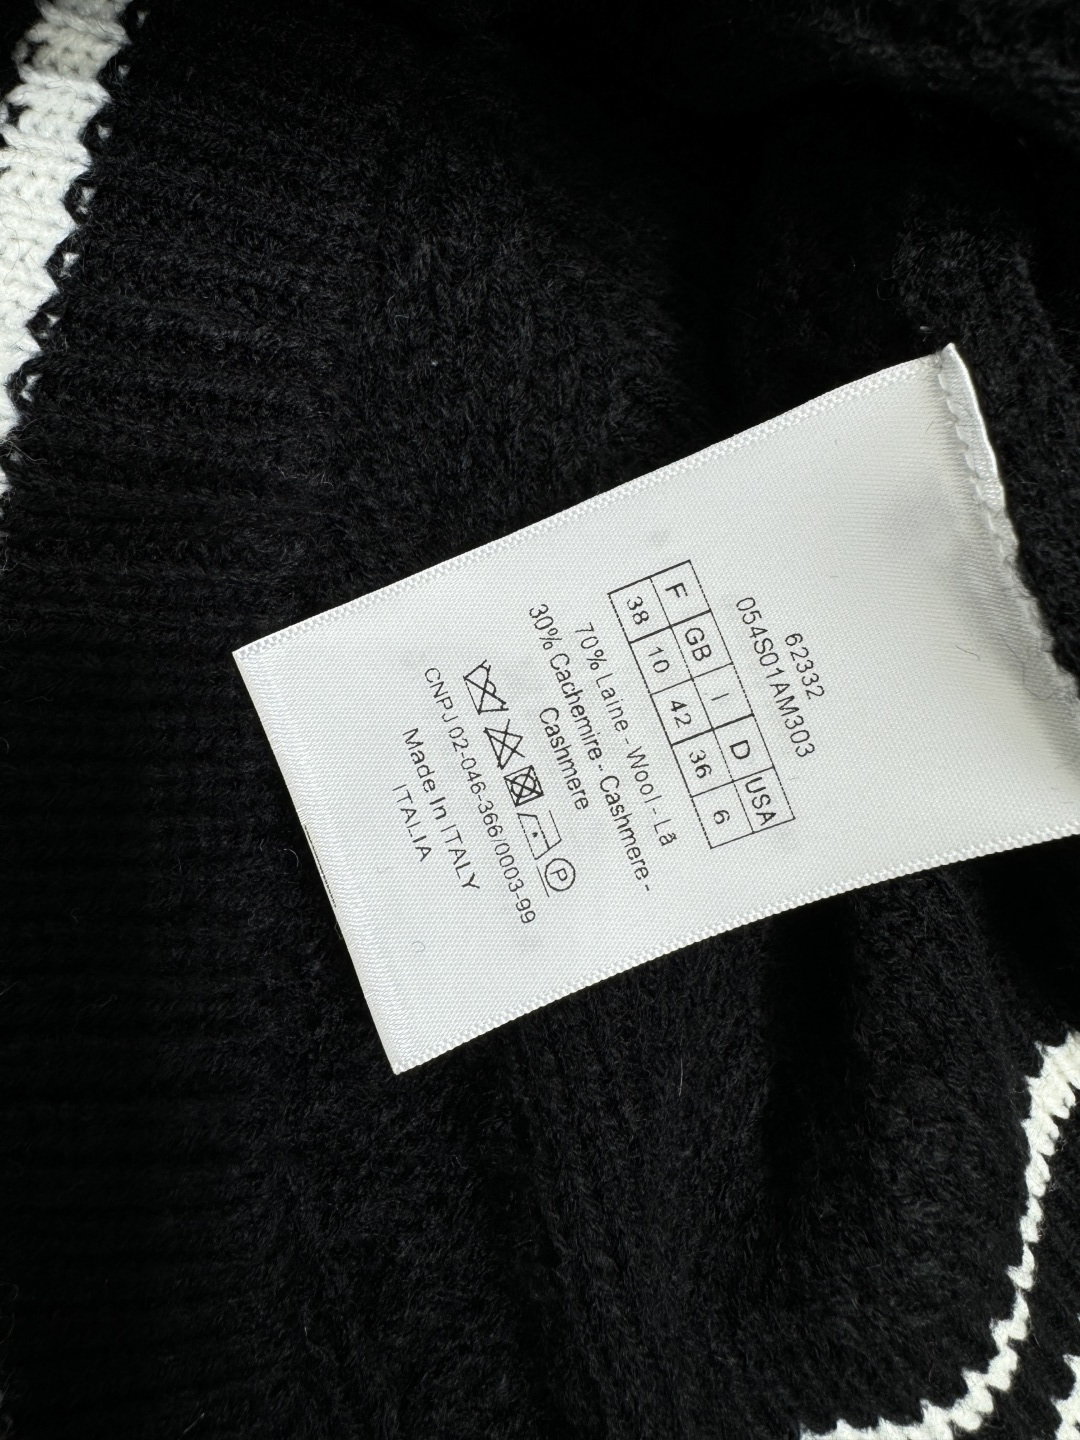 62332
054S01AM303
F GB I D USA
38 10 42 36 6
70% Laine - Wool - Lã
30% Cachemire - Cashmere -
Cashmere
P
CNPJ 02-046-366/0003-99
Made In ITALY
ITALIA